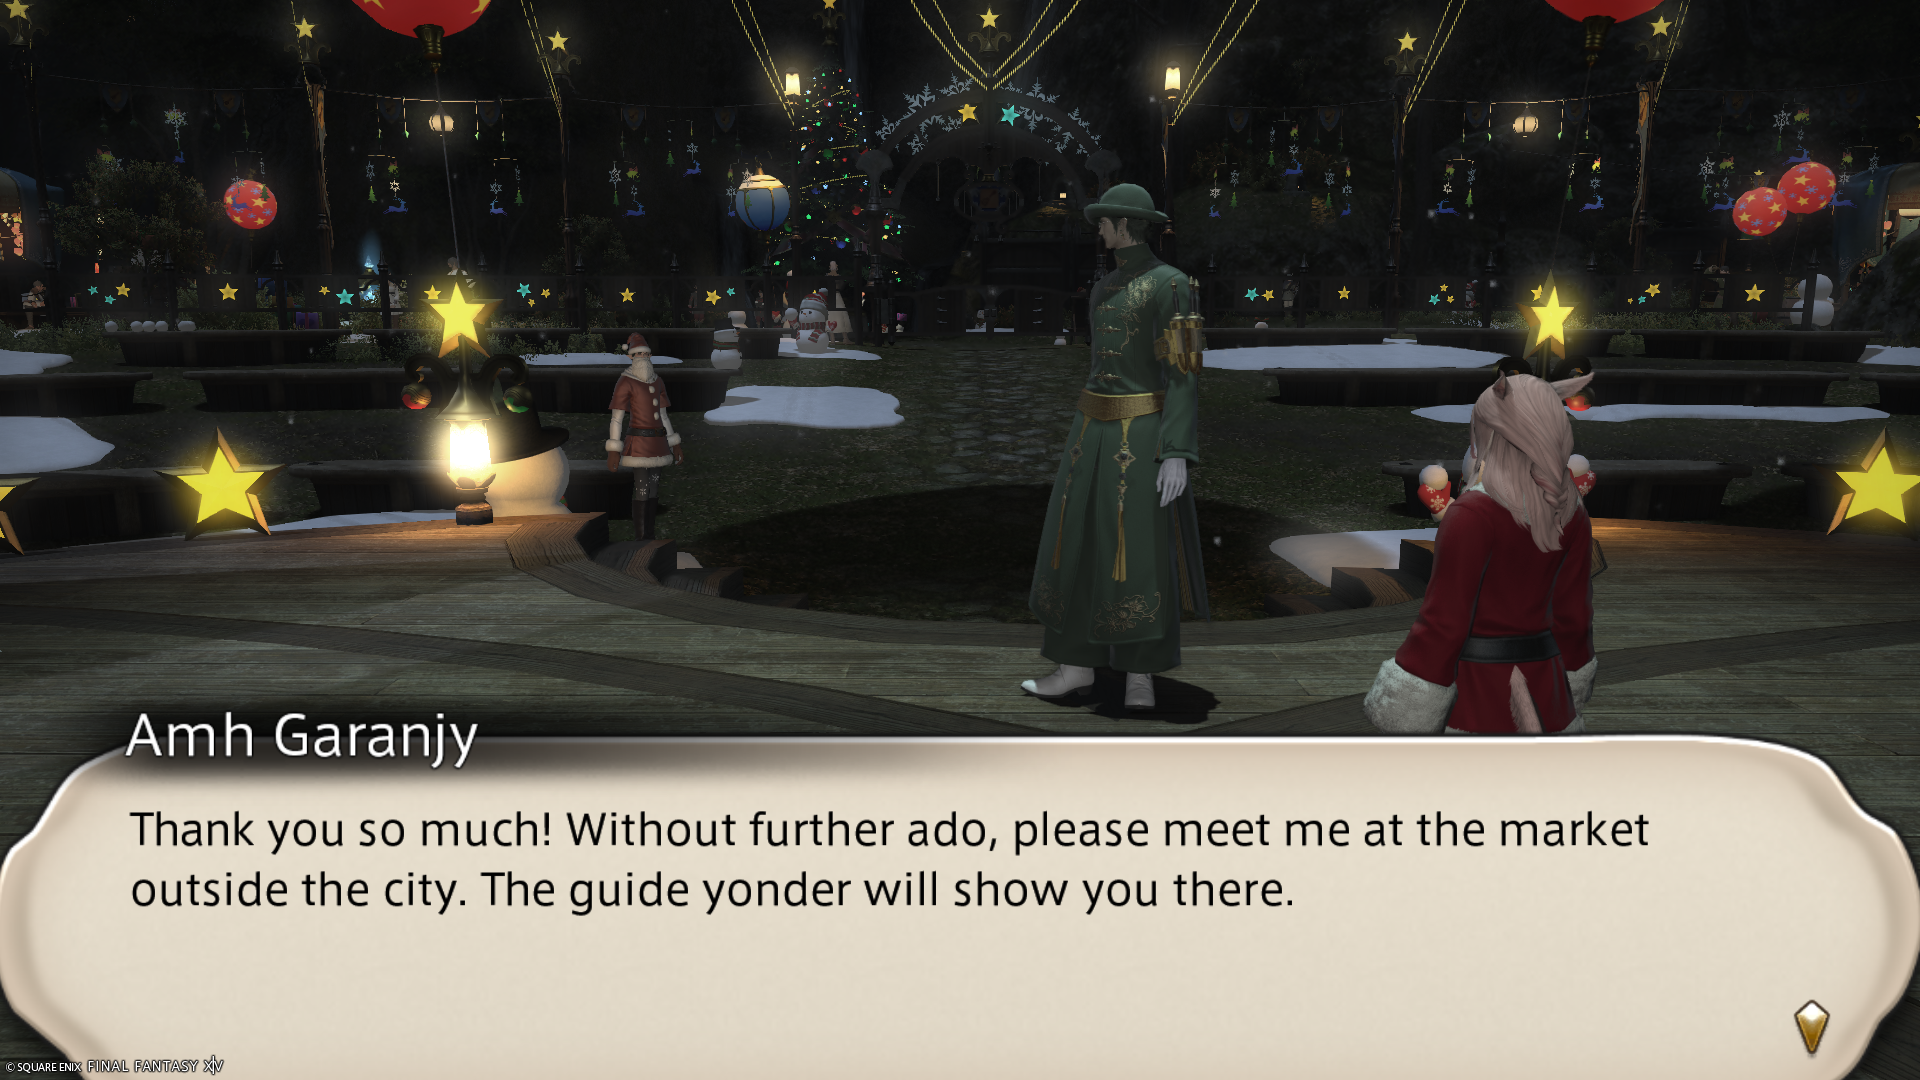 Amh Garanjy
Thank you so much! Without further ado, please meet me at the market
outside the city. The guide yonder will show you there.
© SQUARE ENIX FINAL FANTASY XIV